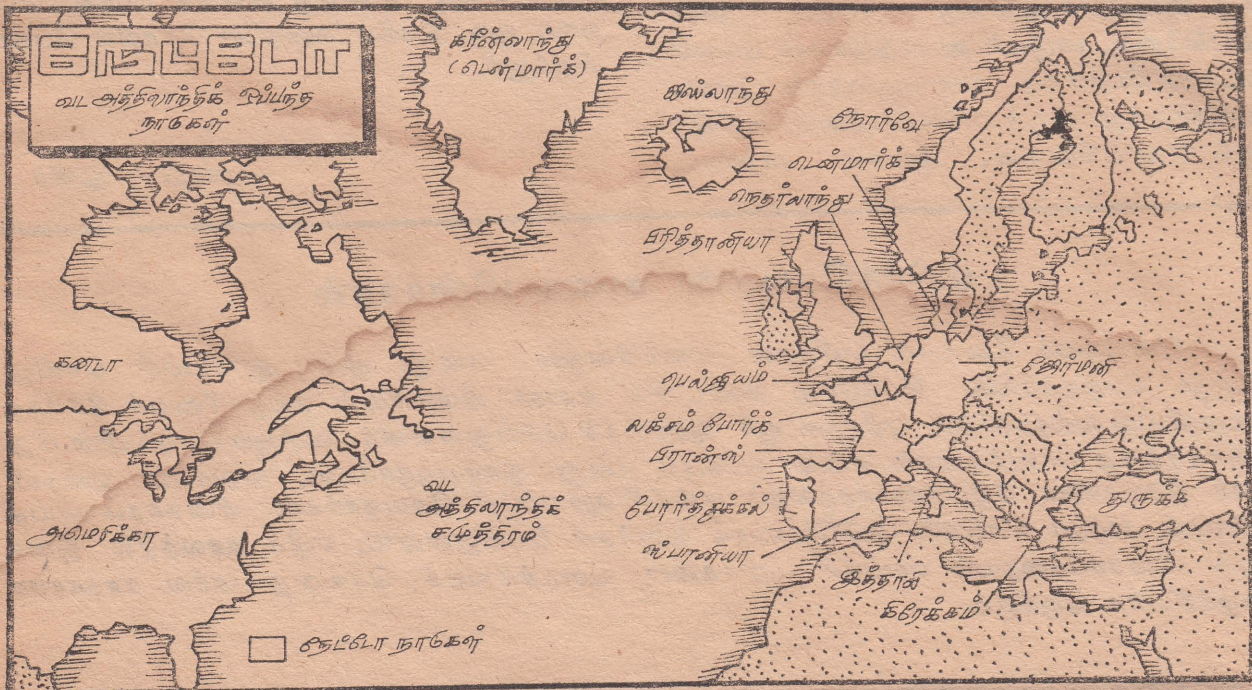 நேட்டோ
வட அத்திலாந்திக் ஒப்பந்த
நாடுகள்
கிரீன்லாந்து
(டென்மார்க்)
ஐஸ்லாந்து
நோர்வே
டென்மார்க்
நெதர்லாந்து
பரித்தானியா
கனடா
பெல்ஜியம்
ஜேர்மனி
லக்சம் போர்க்
பிரான்ஸ்
வட
அத்திலாந்திக்
சமுத்திரம்
போர்த்துக்கல்
துருக்கி
அமெரிக்கா
ஸ்பானியா
இத்தாலி
கிரேக்கம்
நேட்டோ நாடுகள்